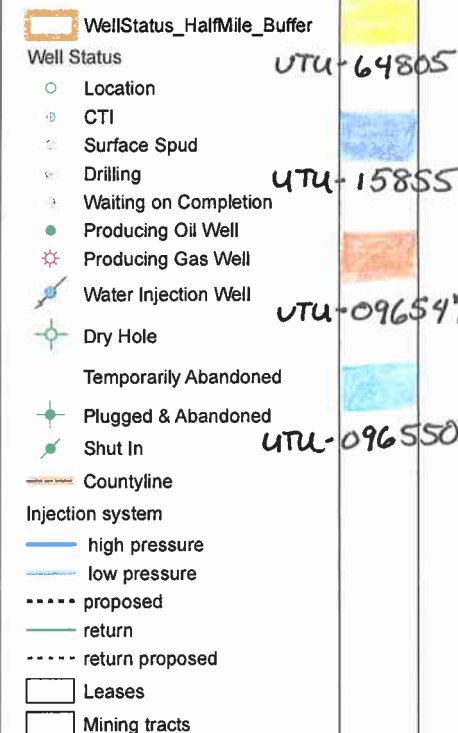 WellStatus_HalfMile_Buffer
Well Status
UTU-64805
Location
CTI
Surface Spud
Drilling
UTU-15855
Waiting on Completion
Producing Oil Well
Producing Gas Well
Water Injection Well
Dry Hole
Temporarily Abandoned
Plugged & Abandoned
UTU-096550
Shut In
Countyline
Injection system
high pressure
low pressure
proposed
return
return proposed
Leases
Mining tracts